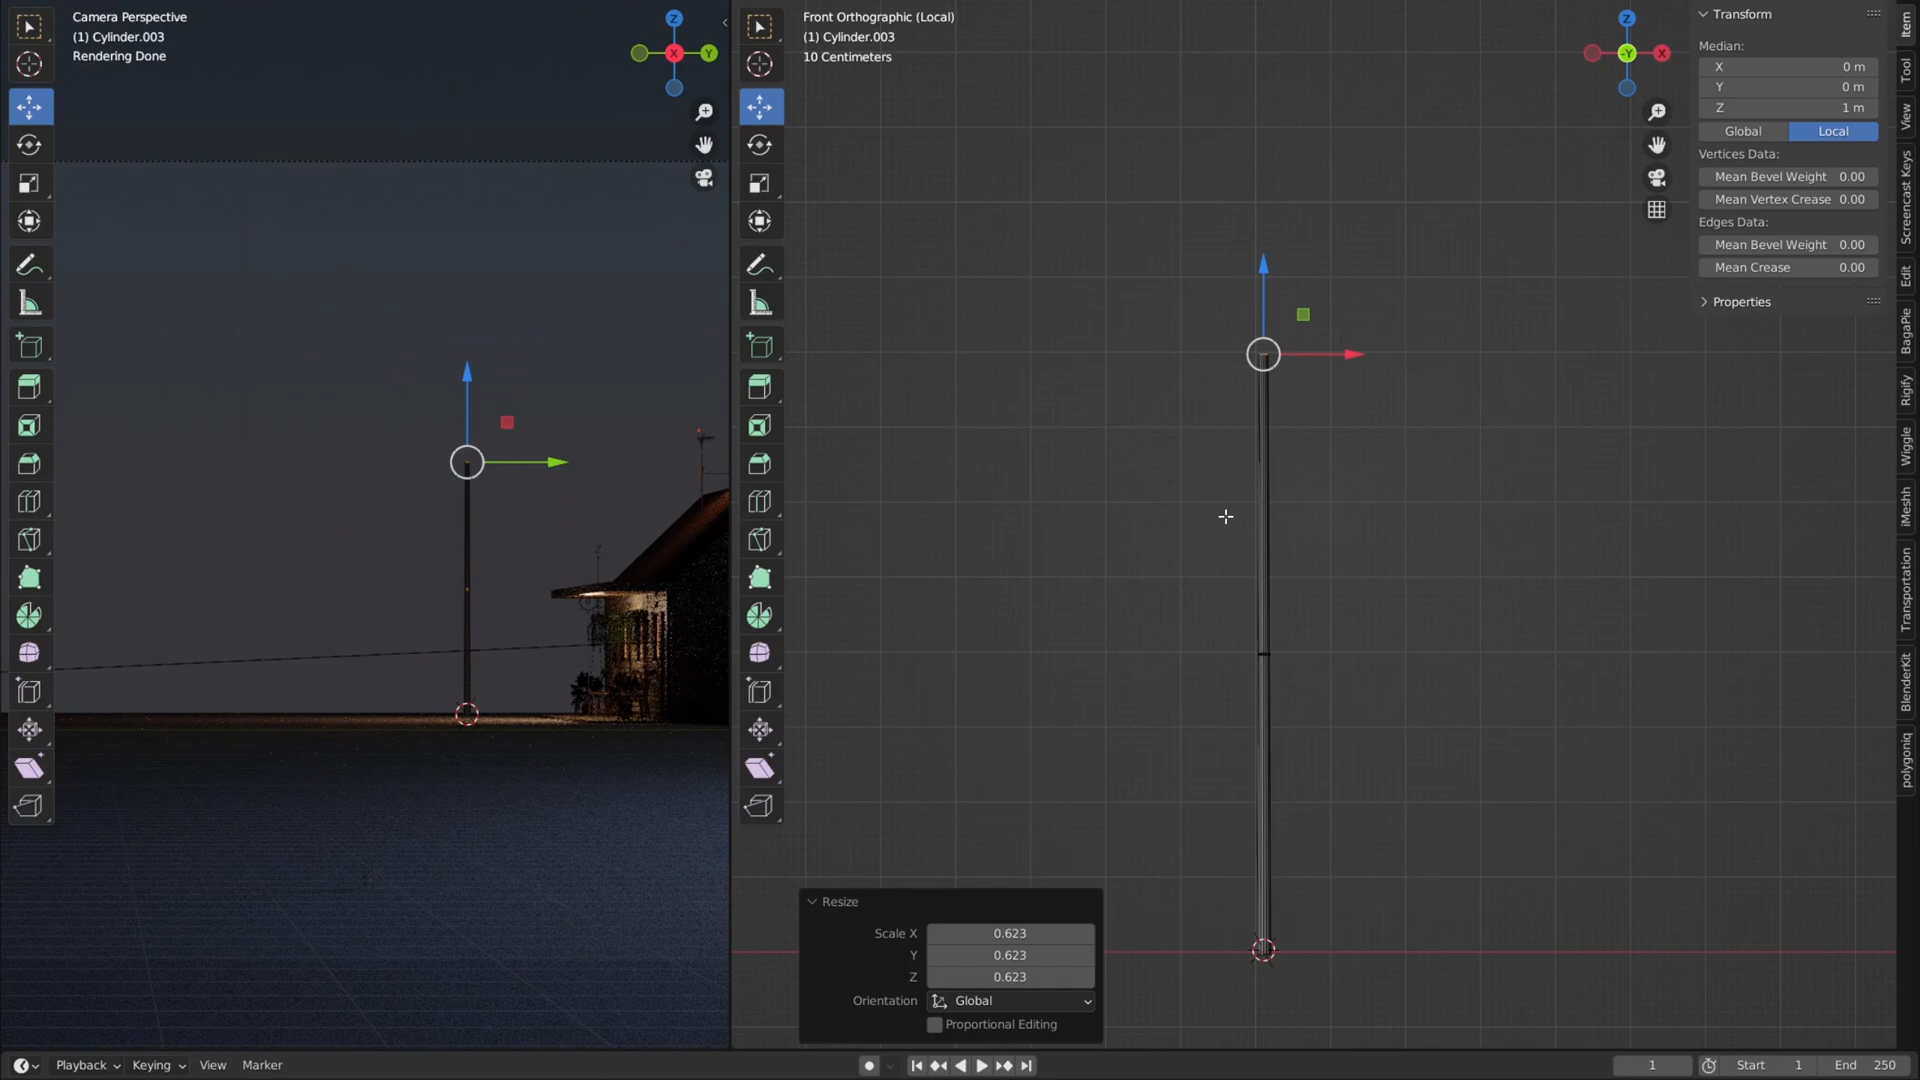 Camera Perspective
(1) Cylinder.003
Rendering Done
Z
X
Y
Z
Front Orthographic (Local)
(1) Cylinder.003
10 Centimeters
Z
-Y
X
Transform
Median:
X 0 m
Y 0 m
Z 1 m
Global Local
Vertices Data:
Mean Bevel Weight 0.00
Mean Vertex Crease 0.00
Edges Data:
Mean Bevel Weight 0.00
Mean Crease 0.00
Properties
Item
Tool
View
Screencast Keys
Edit
BagaPie
Rigify
Wiggle
iMeshh
Transportation
BlenderKit
polygoniq
Resize
Scale X 0.623
Y 0.623
Z 0.623
Orientation Global
Proportional Editing
Playback Keying View Marker
1 Start 1 End 250